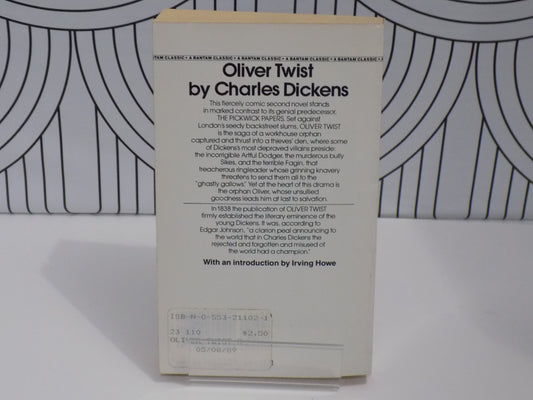 TAM CLASSIC • A BANTAM CLASSIC • A BANTAM CLASSIC • A BANTAM CLASSIC •
Oliver Twist
by Charles Dickens
This fiercely comic second novel stands
in marked contrast to its genial predecessor,
THE PICKWICK PAPERS. Set against
London's seedy backstreet slums, OLIVER TWIST
is the saga of a workhouse orphan
captured and thrust into a thieves' den, where some
of Dickens's most depraved villains preside:
the incorrigible Artful Dodger, the murderous bully
Sikes, and the terrible Fagin, that
treacherous ringleader whose grinning knavery
threatens to send them all to the
"ghastly gallows." Yet at the heart of this drama is
the orphan Oliver, whose unsullied
goodness leads him at last to salvation.
In 1838 the publication of OLIVER TWIST
firmly established the literary eminence of the
young Dickens. It was, according to
Edgar Johnson, "a clarion peal announcing to
the world that in Charles Dickens the
rejected and forgotten and misused of
the world had a champion."
With an introduction by Irving Howe
ISB-N-0-553-21102-1
23 110 $2.50
OLIVER TWIST
05/08/89